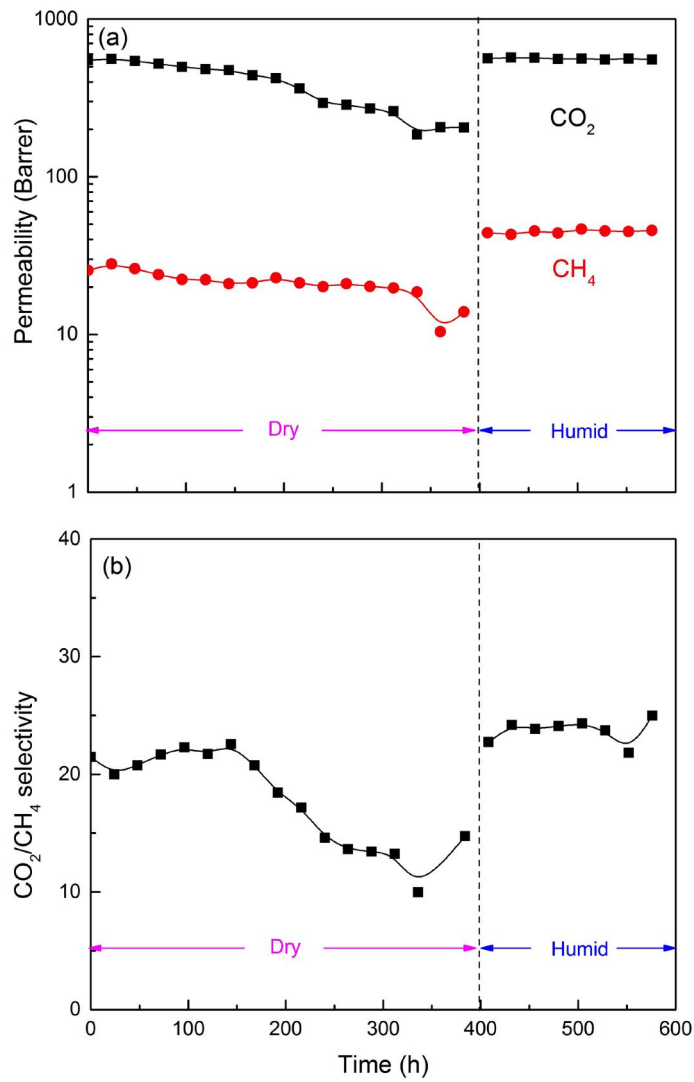 (a)
1000
100
10
1
Permeability (Barrer)
CO₂
CH₄
Dry
Humid
(b)
40
30
20
10
0
CO₂/CH₄ selectivity
Dry
Humid
0 100 200 300 400 500 600
Time (h)